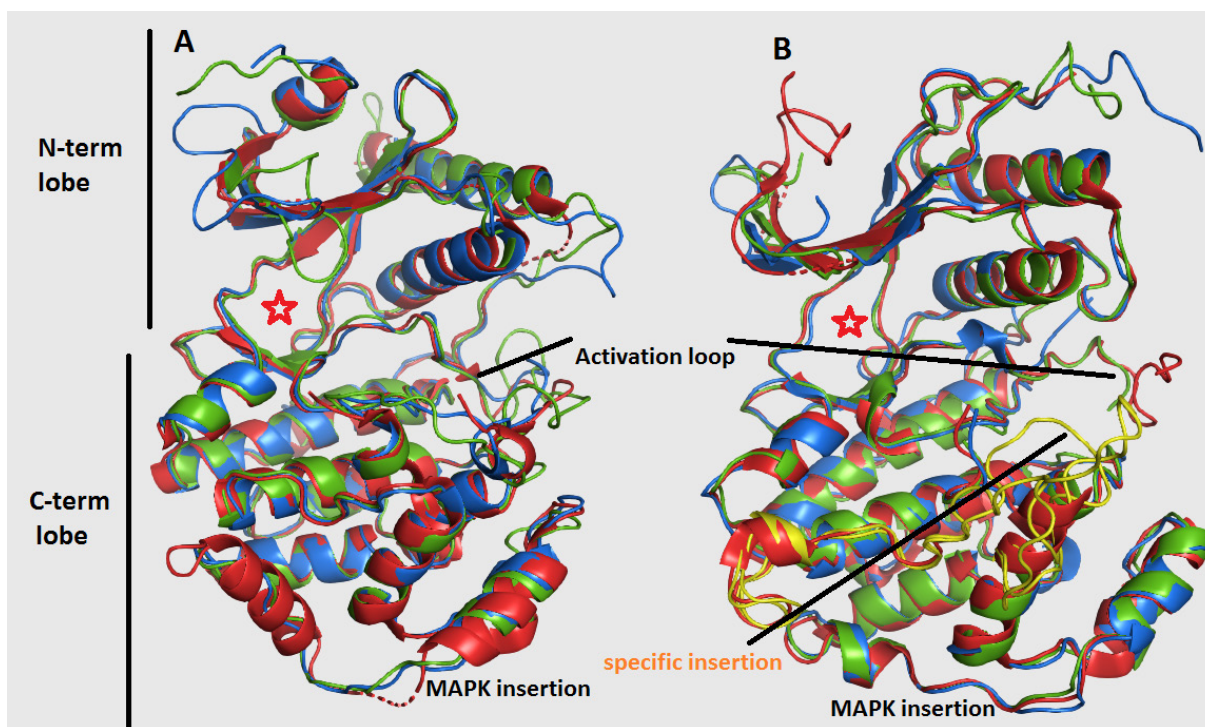 A
B
N-term
lobe
Activation loop
C-term
lobe
specific insertion
MAPK insertion
MAPK insertion